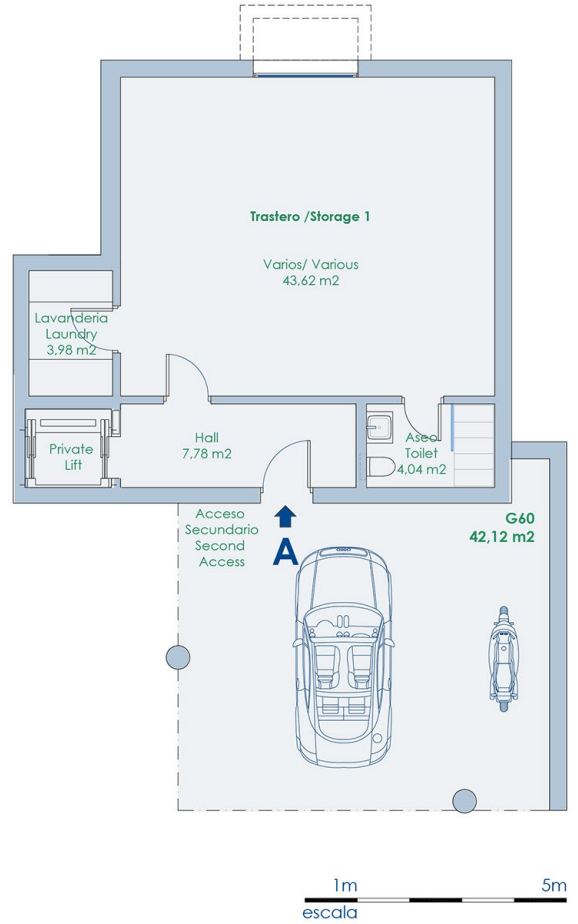 Trastero /Storage 1
Varios/ Various
43,62 m2
Lavanderia
Laundry
3,98 m2
Hall
7,78 m2
Private
Lift
Aseo
Toilet
4,04 m2
Acceso
Secundario
Second
Access
A
G60
42,12 m2
1m
5m
escala